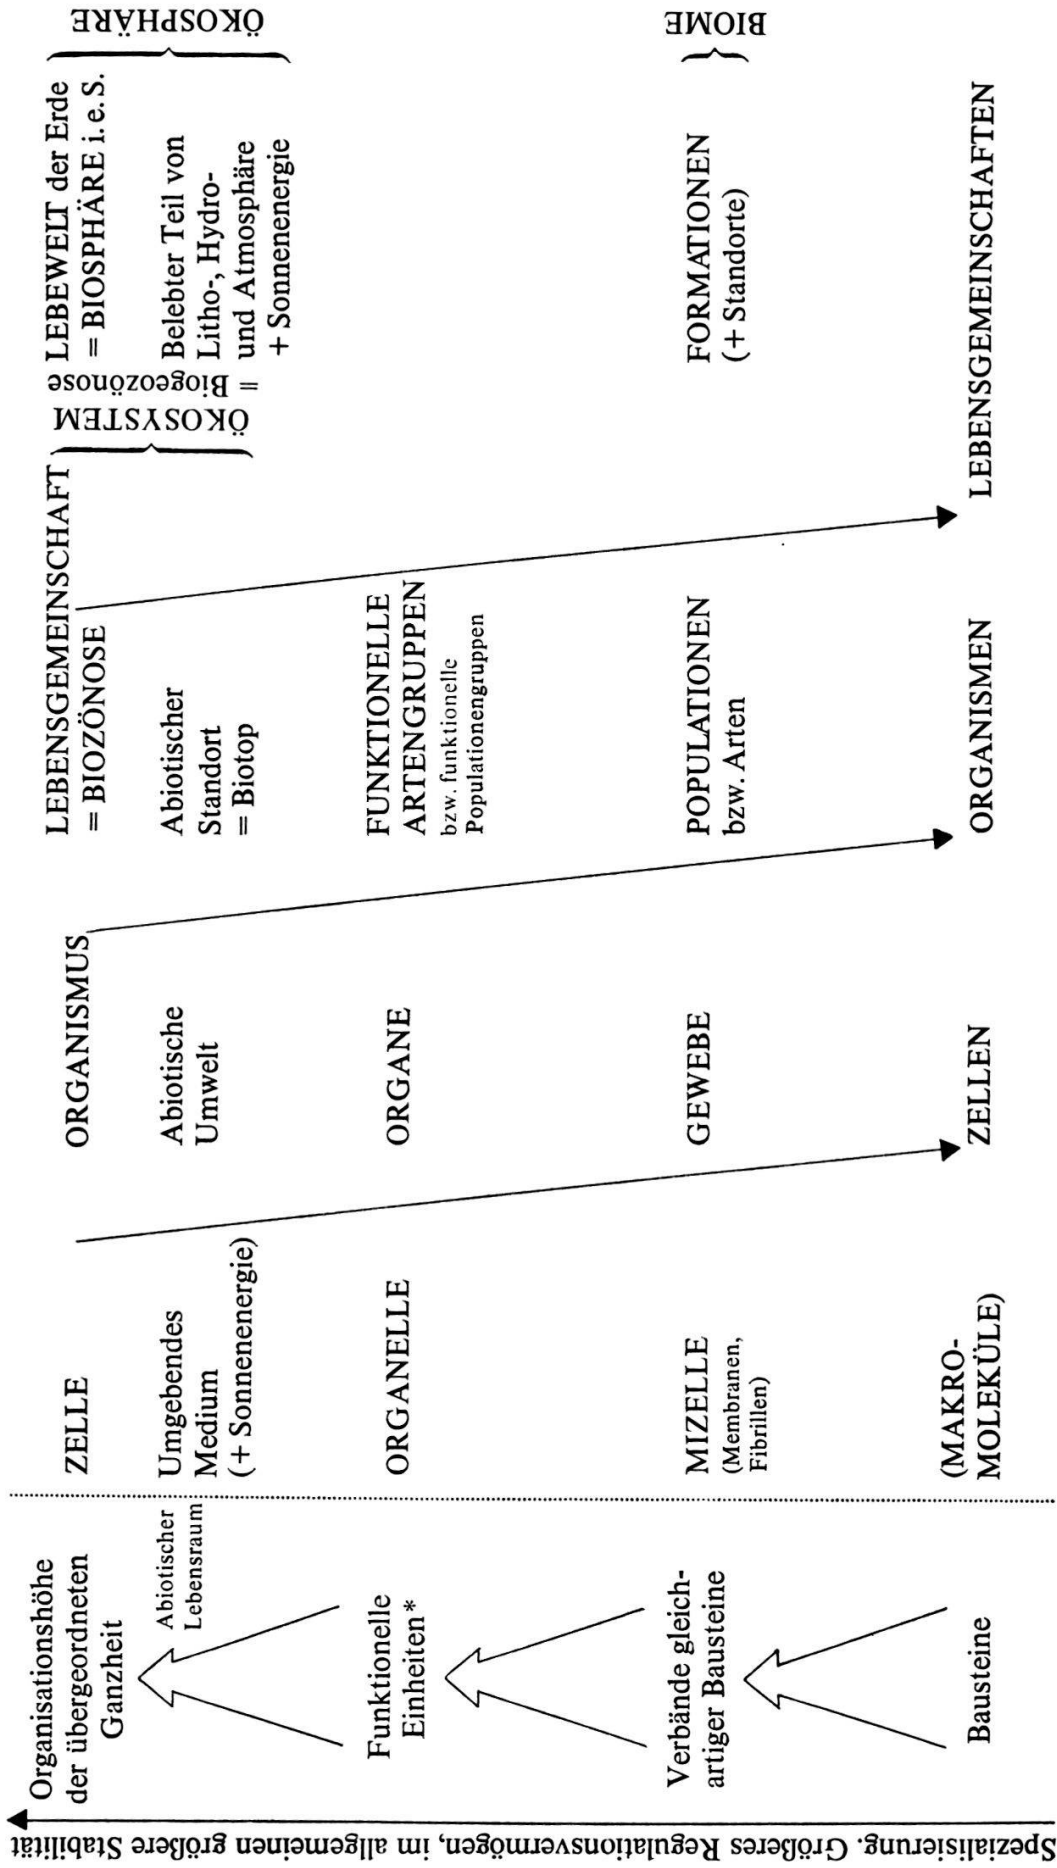 Spezialisierung. Größeres Regulationsvermögen, im allgemeinen größere Stabilität
Organisationshöhe
der übergeordneten
Ganzheit
Abiotischer
Lebensraum
Funktionelle
Einheiten*
Verbände gleich-
artiger Bausteine
Bausteine
ZELLE
Umgebendes
Medium
(+ Sonnenenergie)
ORGANELLE
MIZELLE
(Membranen,
Fibrillen)
(MAKRO-
MOLEKÜLE)
ORGANISMUS
Abiotische
Umwelt
ORGANE
GEWEBE
ZELLEN
LEBENSGEMEINSCHAFT
= BIOZÖNOSE
Abiotischer
Standort
= Biotop
ÖKOSYSTEM
= Biogeozönose
FUNKTIONELLE
ARTENGRUPPEN
bzw. funktionelle
Populationengruppen
POPULATIONEN
bzw. Arten
ORGANISMEN
LEBEWELT der Erde
= BIOSPHÄRE i.e.S.
Belebter Teil von
Litho-, Hydro-
und Atmosphäre
+ Sonnenenergie
ÖKOSPHÄRE
FORMATIONEN
(+ Standorte)
BIOME
LEBENSGEMEINSCHAFTEN